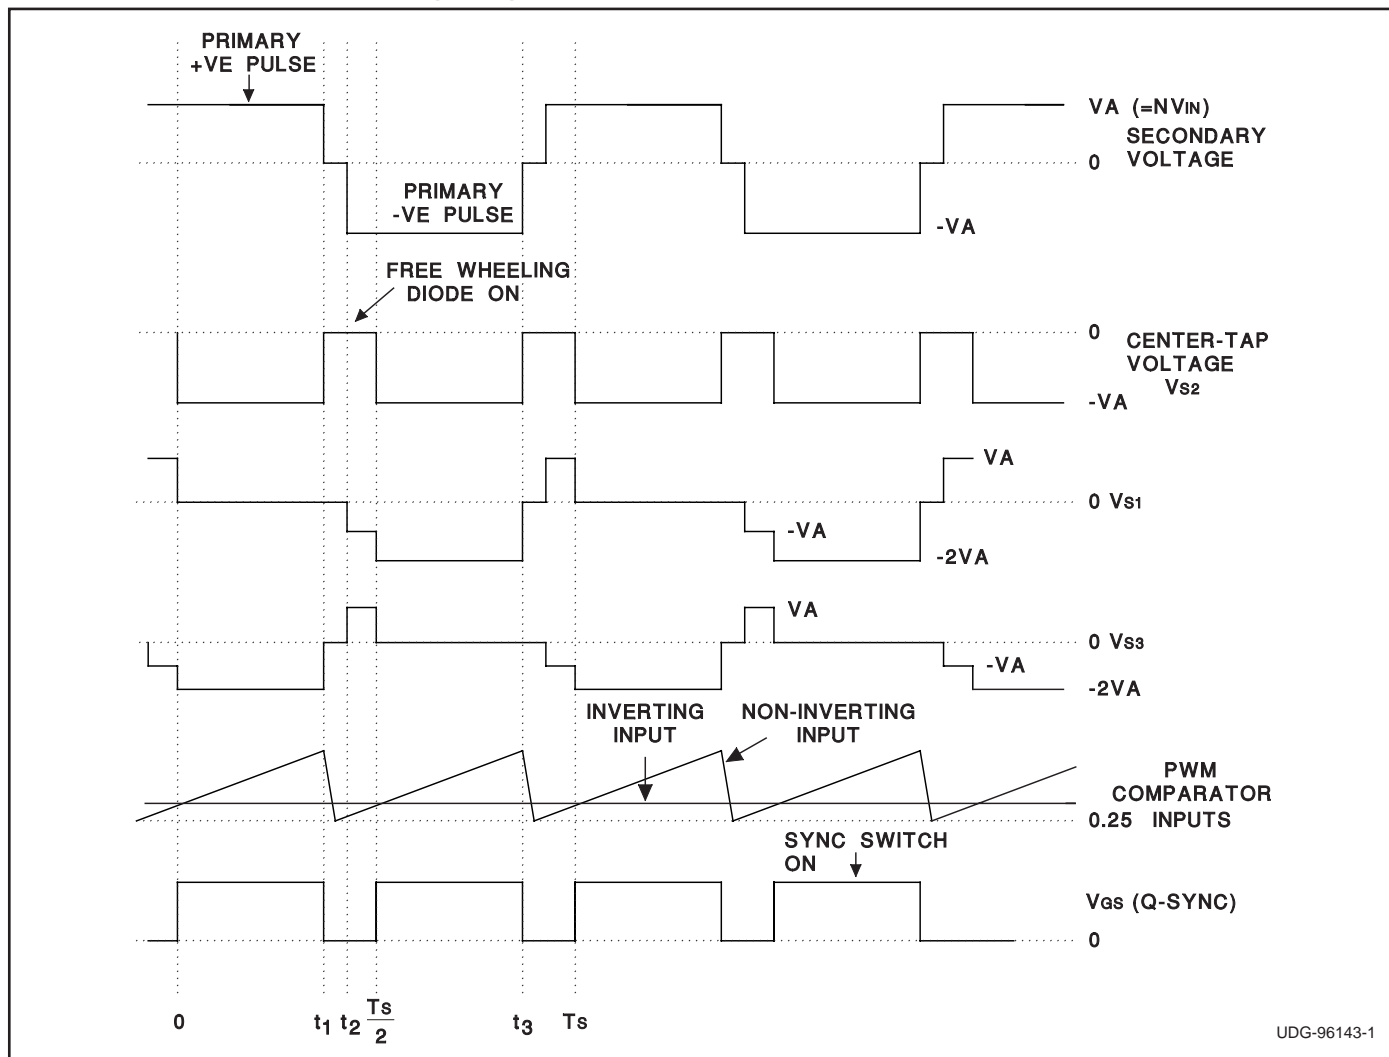 PRIMARY
+VE PULSE
VA (=NVIN)
SECONDARY
VOLTAGE
0
PRIMARY
-VE PULSE
-VA
FREE WHEELING
DIODE ON
0
CENTER-TAP
VOLTAGE
VS2
-VA
VA
0 VS1
-VA
-2VA
VA
0 VS3
-VA
-2VA
INVERTING
INPUT
NON-INVERTING
INPUT
PWM
COMPARATOR
0.25 INPUTS
SYNC SWITCH
ON
VGS (Q-SYNC)
0
0 t1 t2 Ts/2 t3 Ts
UDG-96143-1